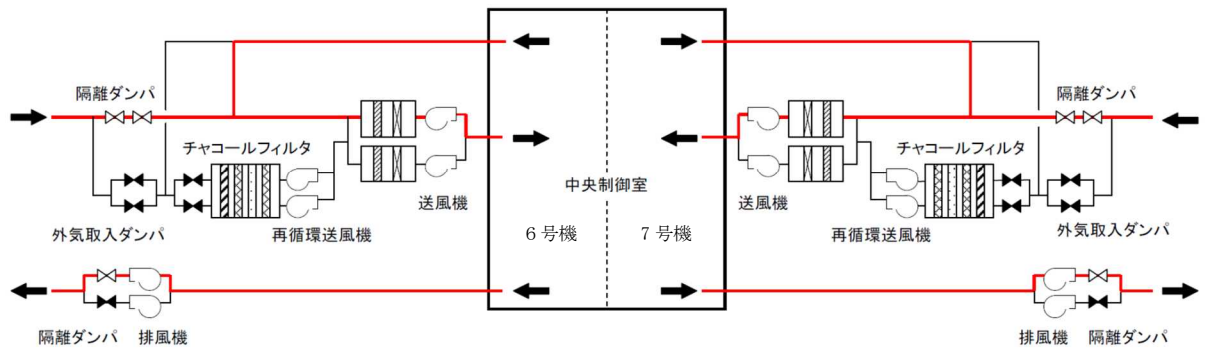 隔離ダンパ
チャコールフィルタ
送風機
外気取入ダンパ
再循環送風機
隔離ダンパ
排風機
中央制御室
6号機
7号機
隔離ダンパ
チャコールフィルタ
送風機
再循環送風機
外気取入ダンパ
排風機
隔離ダンパ